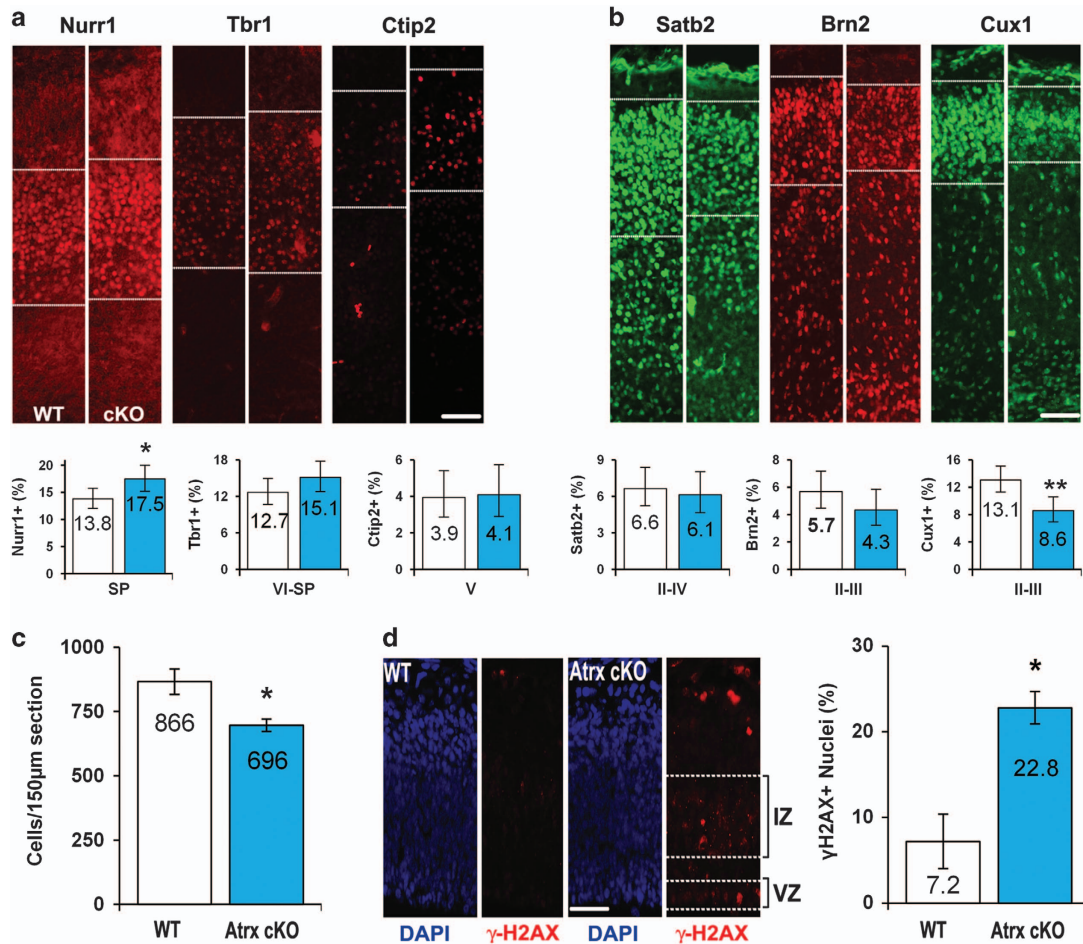 a
Nurr1 Tbr1 Ctip2
WT cKO
Nurr1+ (%)
20
15
10
5
0
*
13.8 17.5
SP
Tbr1+ (%)
18
15
12
9
6
3
0
12.7 15.1
VI-SP
Ctip2+ (%)
6
4
2
0
3.9 4.1
V
b
Satb2 Brn2 Cux1
Satb2+ (%)
9
6
3
0
6.6 6.1
II-IV
Brn2+ (%)
8
6
4
2
0
5.7 4.3
II-III
Cux1+ (%)
16
12
8
4
0
**
13.1 8.6
II-III
c
Cells/150µm section
1000
750
500
250
0
*
866 696
WT Atrx cKO
d
WT Atrx cKO
IZ
VZ
DAPI γ-H2AX DAPI γ-H2AX
γH2AX+ Nuclei (%)
30
20
10
0
*
7.2 22.8
WT Atrx cKO